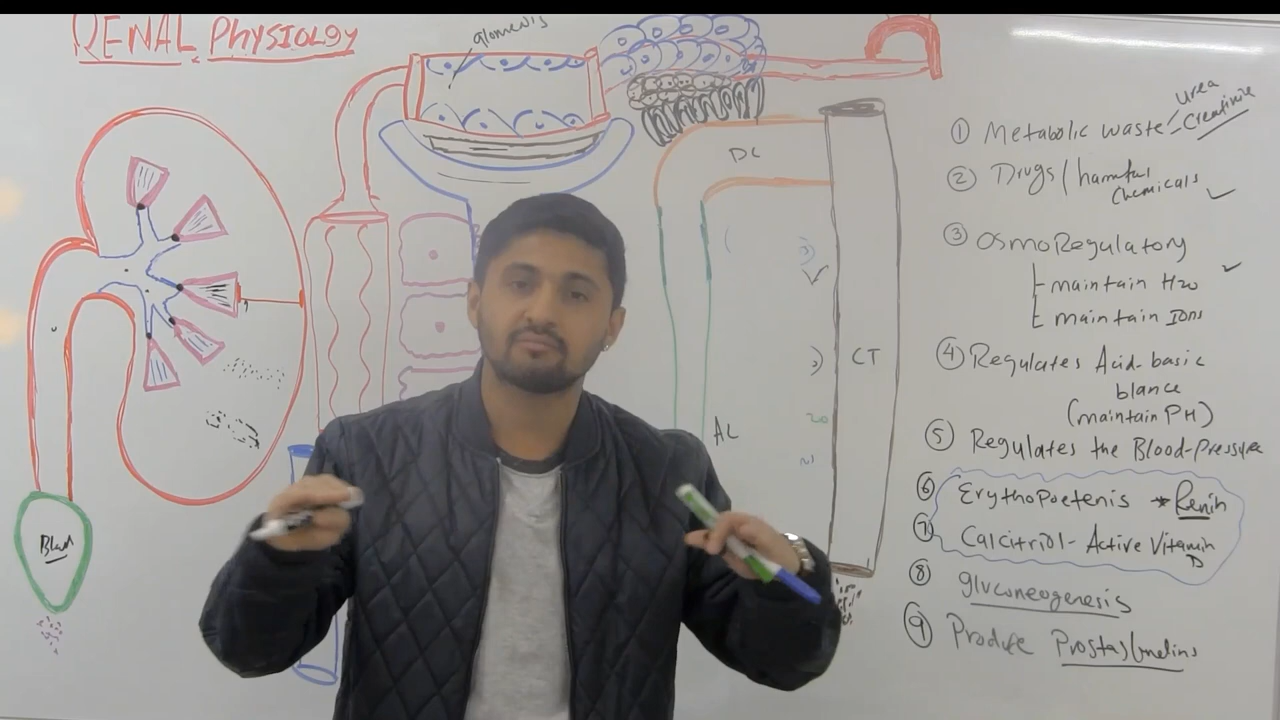 RENAL Physiology
glomerulis
DC
CT
AL
20
Blad
① Metabolic waste - urea
- Creatinine
② Drugs / harmful
Chemicals ✓
③ OsmoRegulatory
maintain H2O ✓
maintain Ions
④ Regulates Acid-basic
blance
(maintain PH)
⑤ Regulates the Blood-Pressure
⑥ Erythopoetenis * Renin
⑦ Calcitriol - Active Vitamin
D
⑧ gluconeogenesis
⑨ Produce Prostaglandins